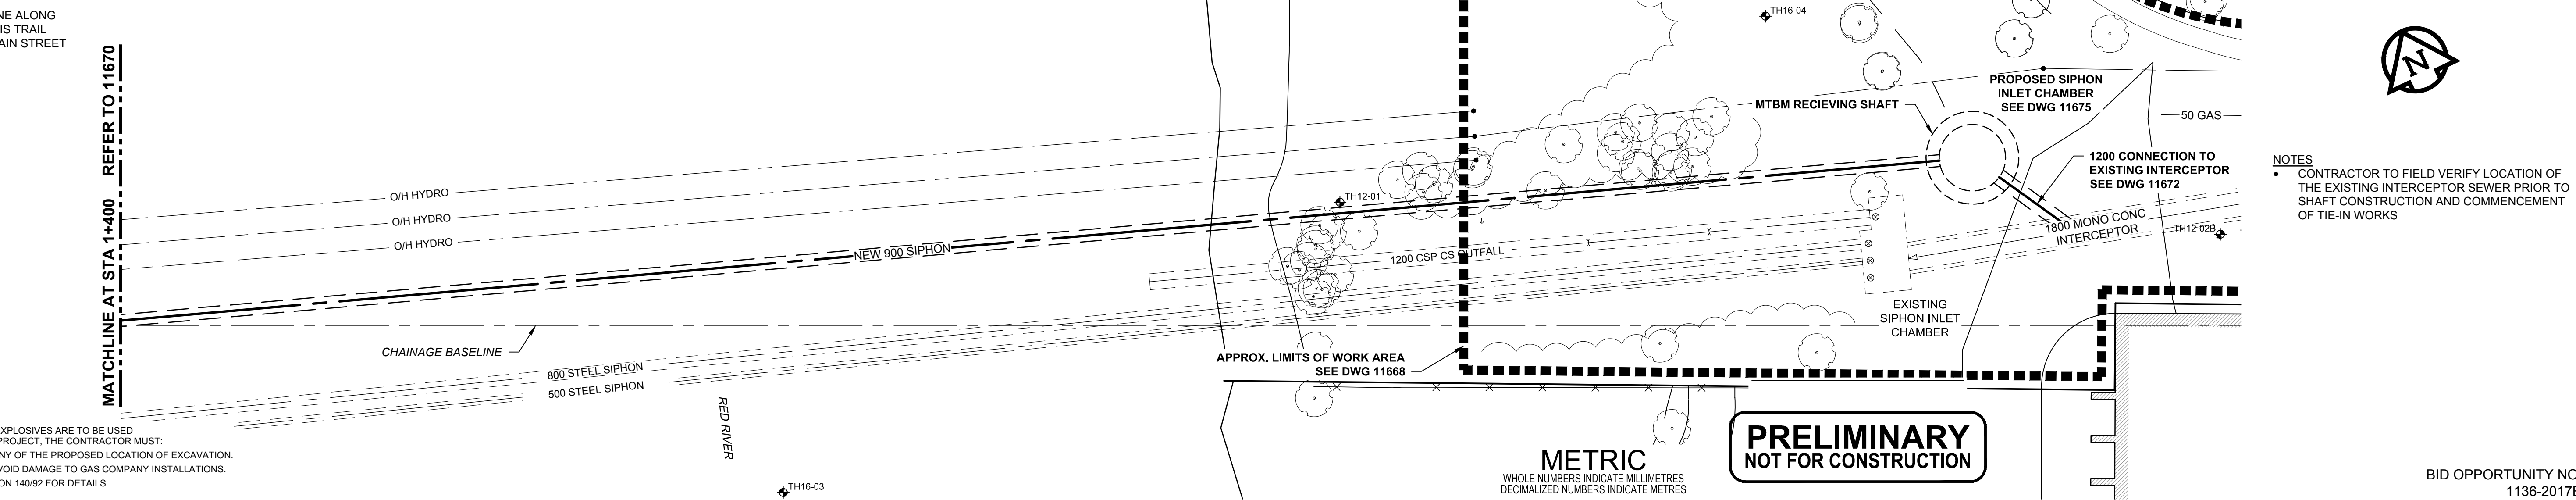 NE ALONG
IS TRAIL
AIN STREET
MATCHLINE AT STA 1+400 REFER TO 11670
O/H HYDRO
O/H HYDRO
O/H HYDRO
NEW 900 SIPHON
CHAINAGE BASELINE
800 STEEL SIPHON
500 STEEL SIPHON
RED RIVER
TH16-03
XPLOSIVES ARE TO BE USED
PROJECT, THE CONTRACTOR MUST:
NY OF THE PROPOSED LOCATION OF EXCAVATION.
VOID DAMAGE TO GAS COMPANY INSTALLATIONS.
ON 140/92 FOR DETAILS
TH12-01
1200 CSP CS OUTFALL
APPROX. LIMITS OF WORK AREA
SEE DWG 11668
TH16-04
MTBM RECIEVING SHAFT
PROPOSED SIPHON
INLET CHAMBER
SEE DWG 11675
50 GAS
1200 CONNECTION TO
EXISTING INTERCEPTOR
SEE DWG 11672
1800 MONO CONC
INTERCEPTOR
TH12-02B
EXISTING
SIPHON INLET
CHAMBER
METRIC
WHOLE NUMBERS INDICATE MILLIMETRES
DECIMALIZED NUMBERS INDICATE METRES
PRELIMINARY
NOT FOR CONSTRUCTION
N
NOTES
• CONTRACTOR TO FIELD VERIFY LOCATION OF
THE EXISTING INTERCEPTOR SEWER PRIOR TO
SHAFT CONSTRUCTION AND COMMENCEMENT
OF TIE-IN WORKS
BID OPPORTUNITY NO
1136-2017